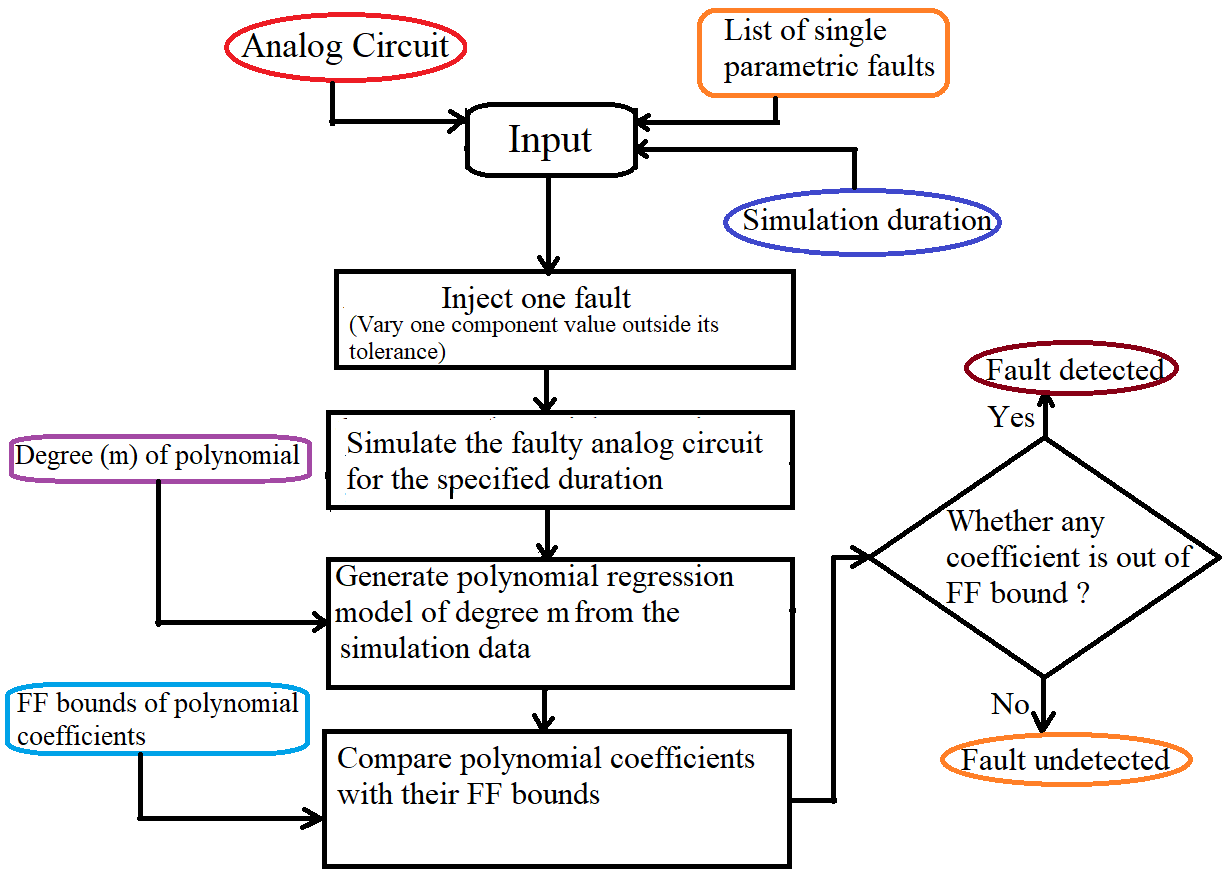 Analog Circuit
List of single
parametric faults
Input
Simulation duration
Inject one fault
(Vary one component value outside its
tolerance)
Simulate the faulty analog circuit
for the specified duration
Degree (m) of polynomial
Generate polynomial regression
model of degree m from the
simulation data
FF bounds of polynomial
coefficients
Compare polynomial coefficients
with their FF bounds
Whether any
coefficient is out of
FF bound ?
Yes
Fault detected
No
Fault undetected